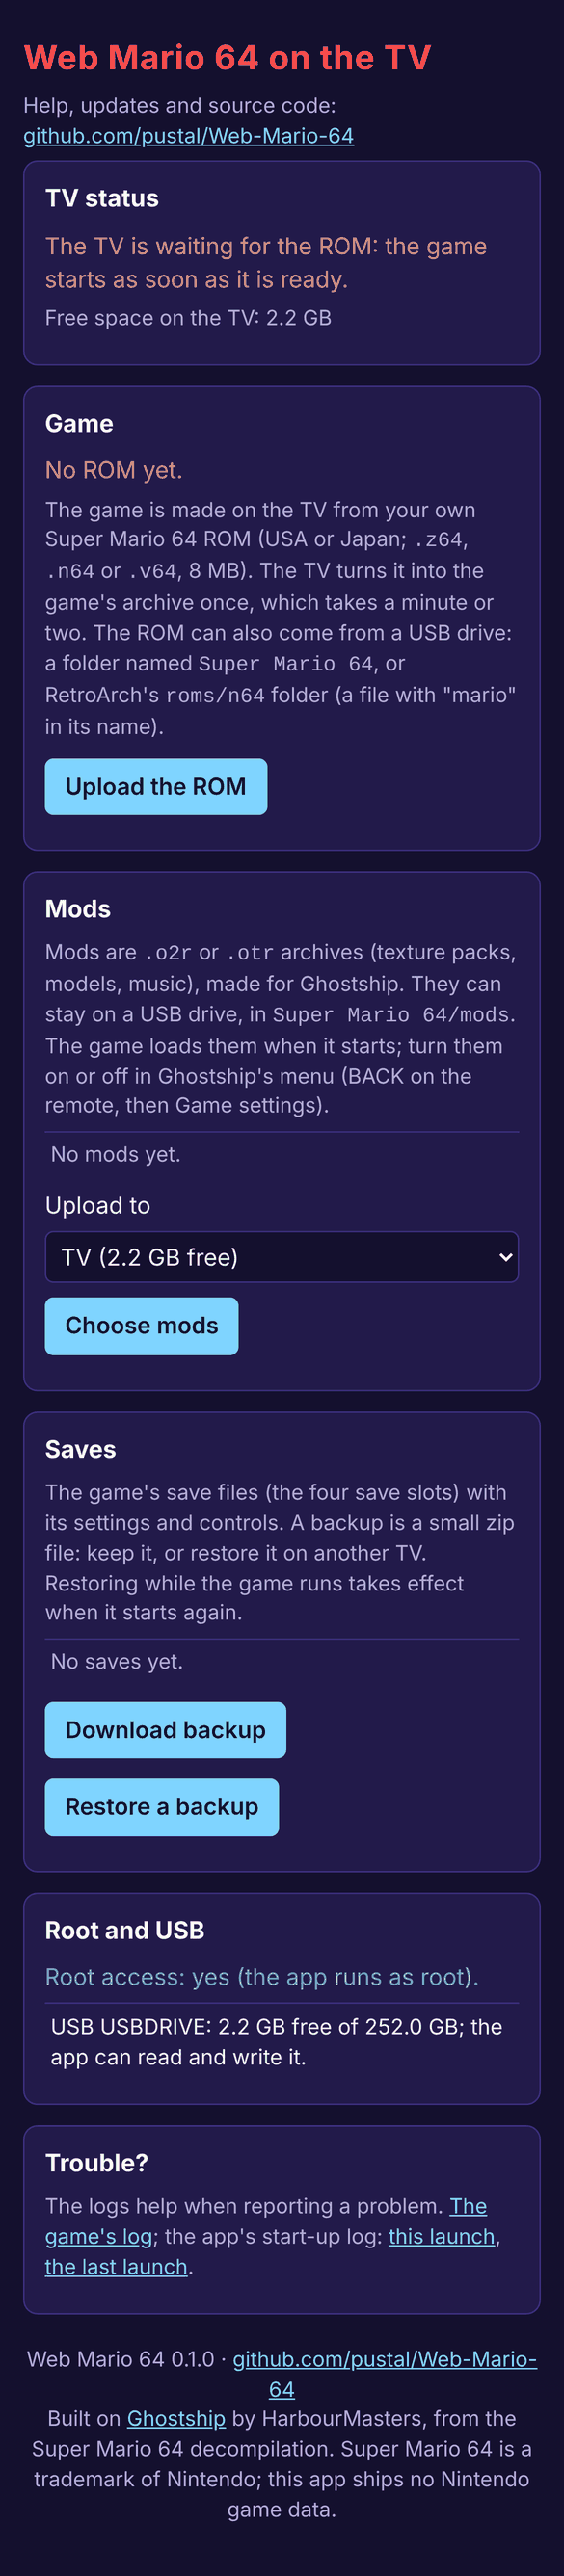 Web Mario 64 on the TV
Help, updates and source code:
github.com/pustal/Web-Mario-64
TV status
The TV is waiting for the ROM: the game
starts as soon as it is ready.
Free space on the TV: 2.2 GB
Game
No ROM yet.
The game is made on the TV from your own
Super Mario 64 ROM (USA or Japan; .z64,
.n64 or .v64, 8 MB). The TV turns it into the
game's archive once, which takes a minute or
two. The ROM can also come from a USB drive:
a folder named Super Mario 64, or
RetroArch's roms/n64 folder (a file with "mario"
in its name).
Upload the ROM
Mods
Mods are .o2r or .otr archives (texture packs,
models, music), made for Ghostship. They can
stay on a USB drive, in Super Mario 64/mods.
The game loads them when it starts; turn them
on or off in Ghostship's menu (BACK on the
remote, then Game settings).
No mods yet.
Upload to
TV (2.2 GB free)
Choose mods
Saves
The game's save files (the four save slots) with
its settings and controls. A backup is a small zip
file: keep it, or restore it on another TV.
Restoring while the game runs takes effect
when it starts again.
No saves yet.
Download backup
Restore a backup
Root and USB
Root access: yes (the app runs as root).
USB USBDRIVE: 2.2 GB free of 252.0 GB; the
app can read and write it.
Trouble?
The logs help when reporting a problem. The
game's log; the app's start-up log: this launch,
the last launch.
Web Mario 64 0.1.0 · github.com/pustal/Web-Mario-
64
Built on Ghostship by HarbourMasters, from the
Super Mario 64 decompilation. Super Mario 64 is a
trademark of Nintendo; this app ships no Nintendo
game data.